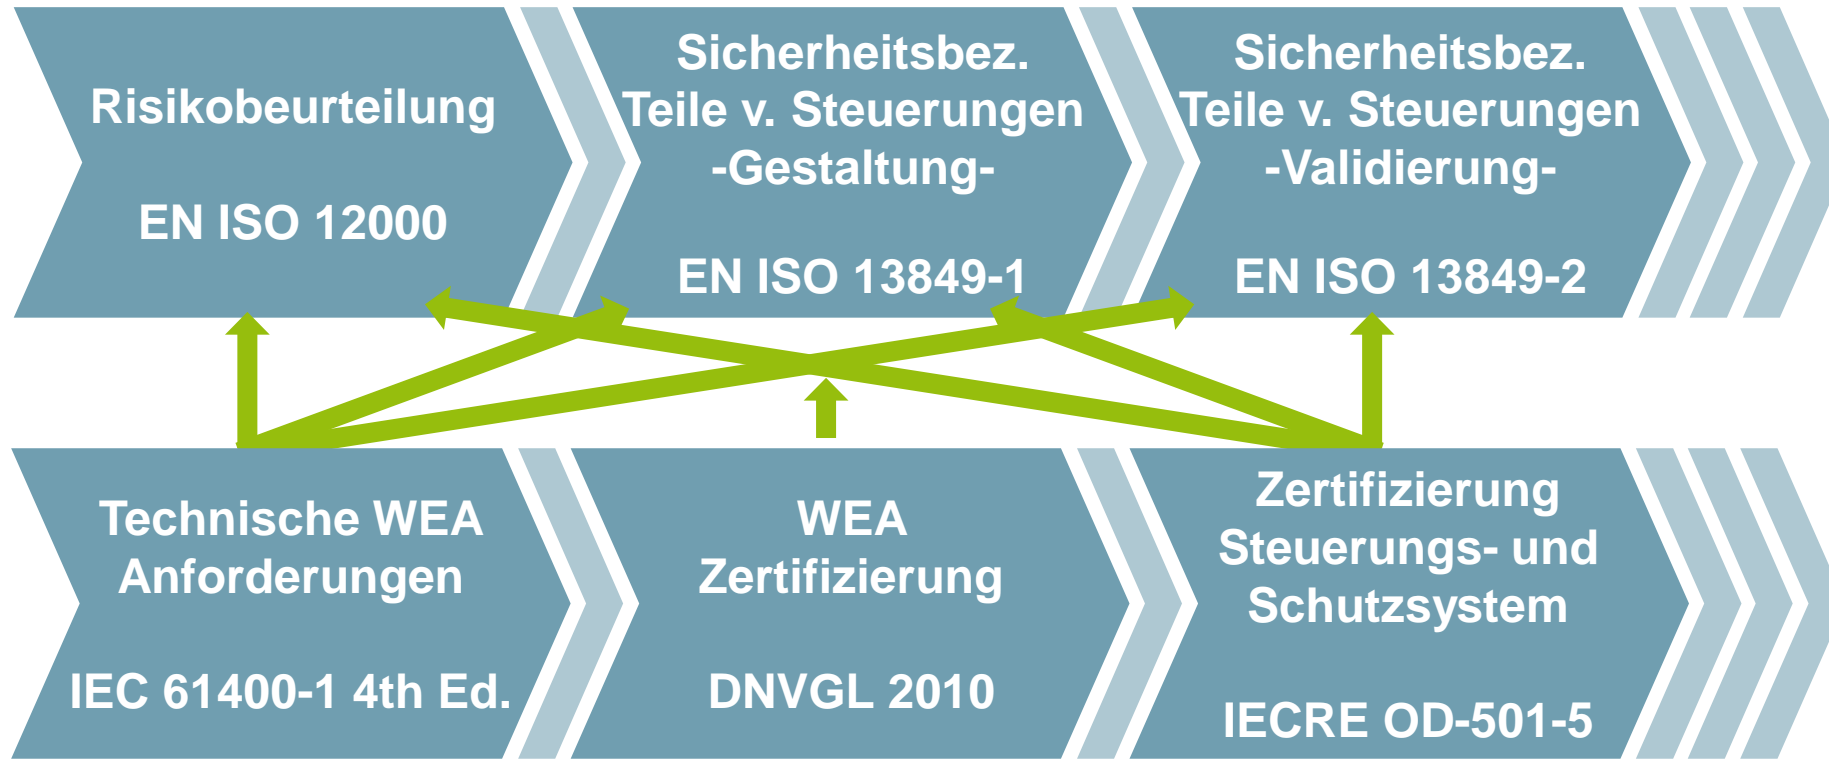 Risikobeurteilung
EN ISO 12000
Sicherheitsbez.
Teile v. Steuerungen
-Gestaltung-
EN ISO 13849-1
Sicherheitsbez.
Teile v. Steuerungen
-Validierung-
EN ISO 13849-2
Technische WEA
Anforderungen
IEC 61400-1 4th Ed.
WEA
Zertifizierung
DNVGL 2010
Zertifizierung
Steuerungs- und
Schutzsystem
IECRE OD-501-5